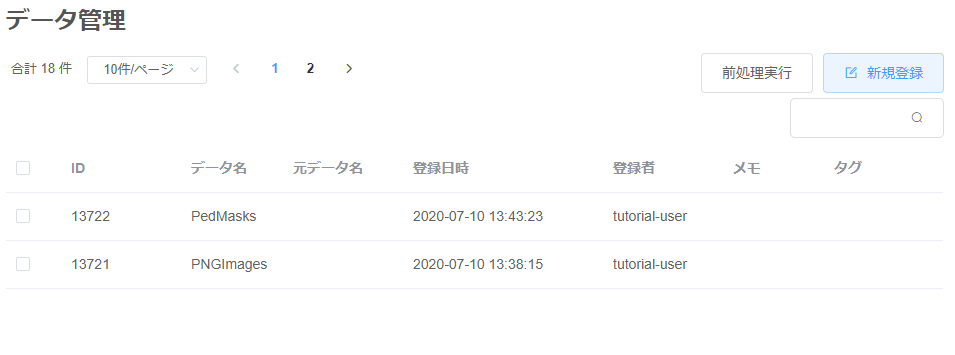 データ管理
合計 18 件 10件/ページ 1 2 前処理実行 新規登録
ID データ名 元データ名 登録日時 登録者 メモ タグ
13722 PedMasks 2020-07-10 13:43:23 tutorial-user
13721 PNGImages 2020-07-10 13:38:15 tutorial-user